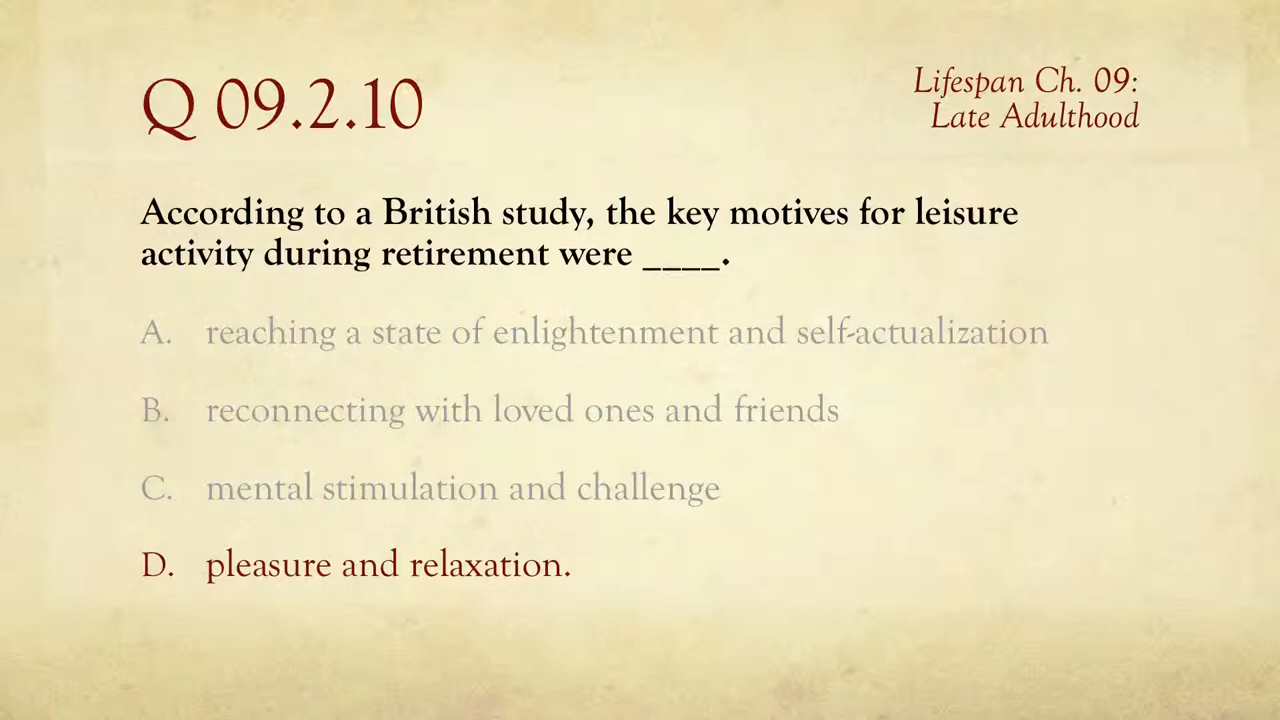 Q 09.2.10
Lifespan Ch. 09:
Late Adulthood
According to a British study, the key motives for leisure
activity during retirement were ____.
A. reaching a state of enlightenment and self-actualization
B. reconnecting with loved ones and friends
C. mental stimulation and challenge
D. pleasure and relaxation.